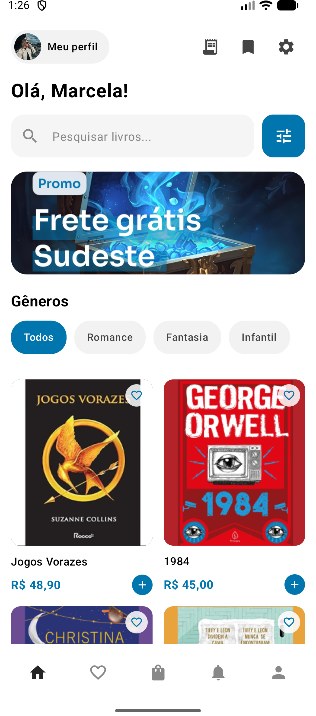 1:26
Meu perfil
Olá, Marcela!
Pesquisar livros...
Promo
Frete grátis
Sudeste
Gêneros
Todos
Romance
Fantasia
Infantil
JOGOS VORAZES
SUZANNE COLLINS
Rocco
GEORGE
ORWELL
1984
Jogos Vorazes
R$ 48,90
1984
R$ 45,00
CHRISTINA